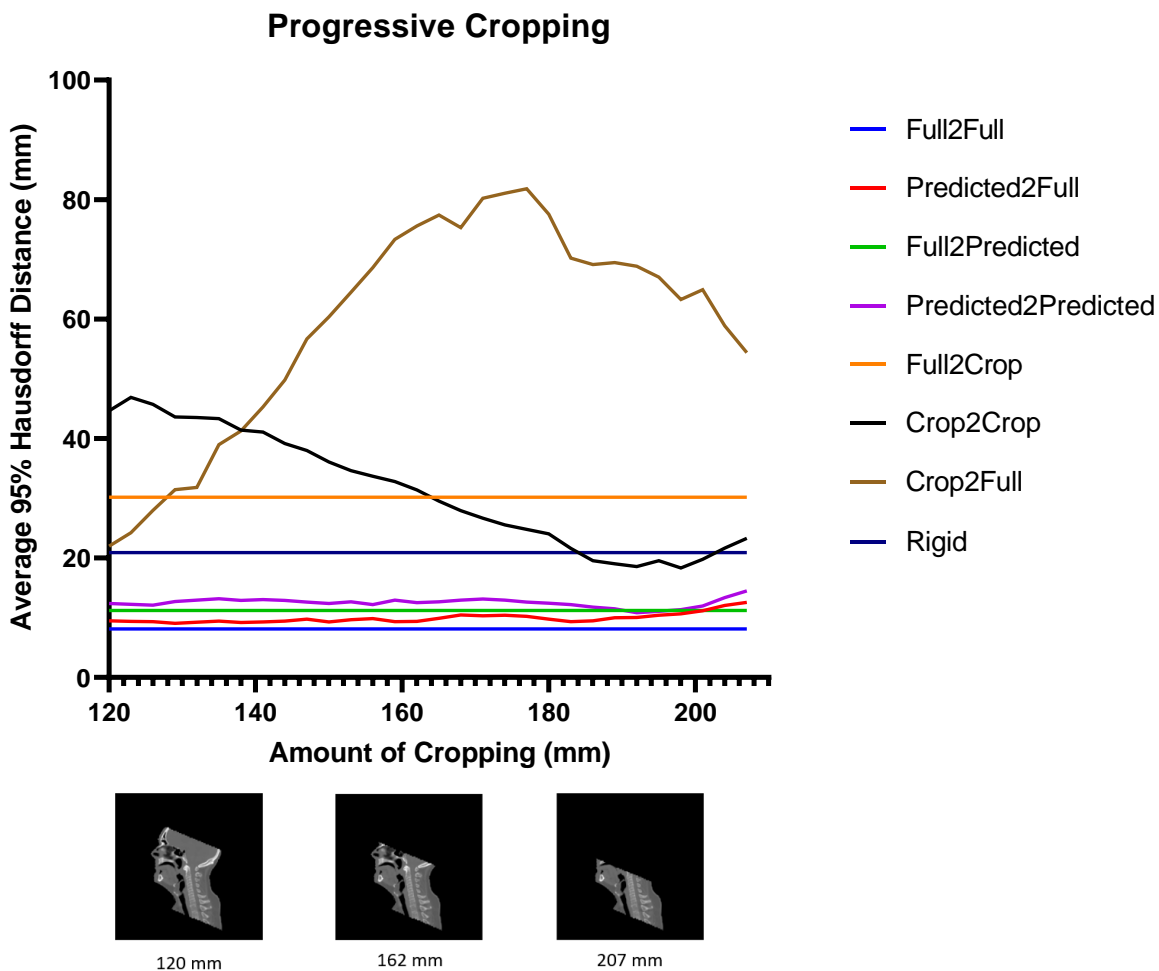 Progressive Cropping
Average 95% Hausdorff Distance (mm)
100
80
60
40
20
0
120
140
160
180
200
Amount of Cropping (mm)
Full2Full
Predicted2Full
Full2Predicted
Predicted2Predicted
Full2Crop
Crop2Crop
Crop2Full
Rigid
120 mm
162 mm
207 mm